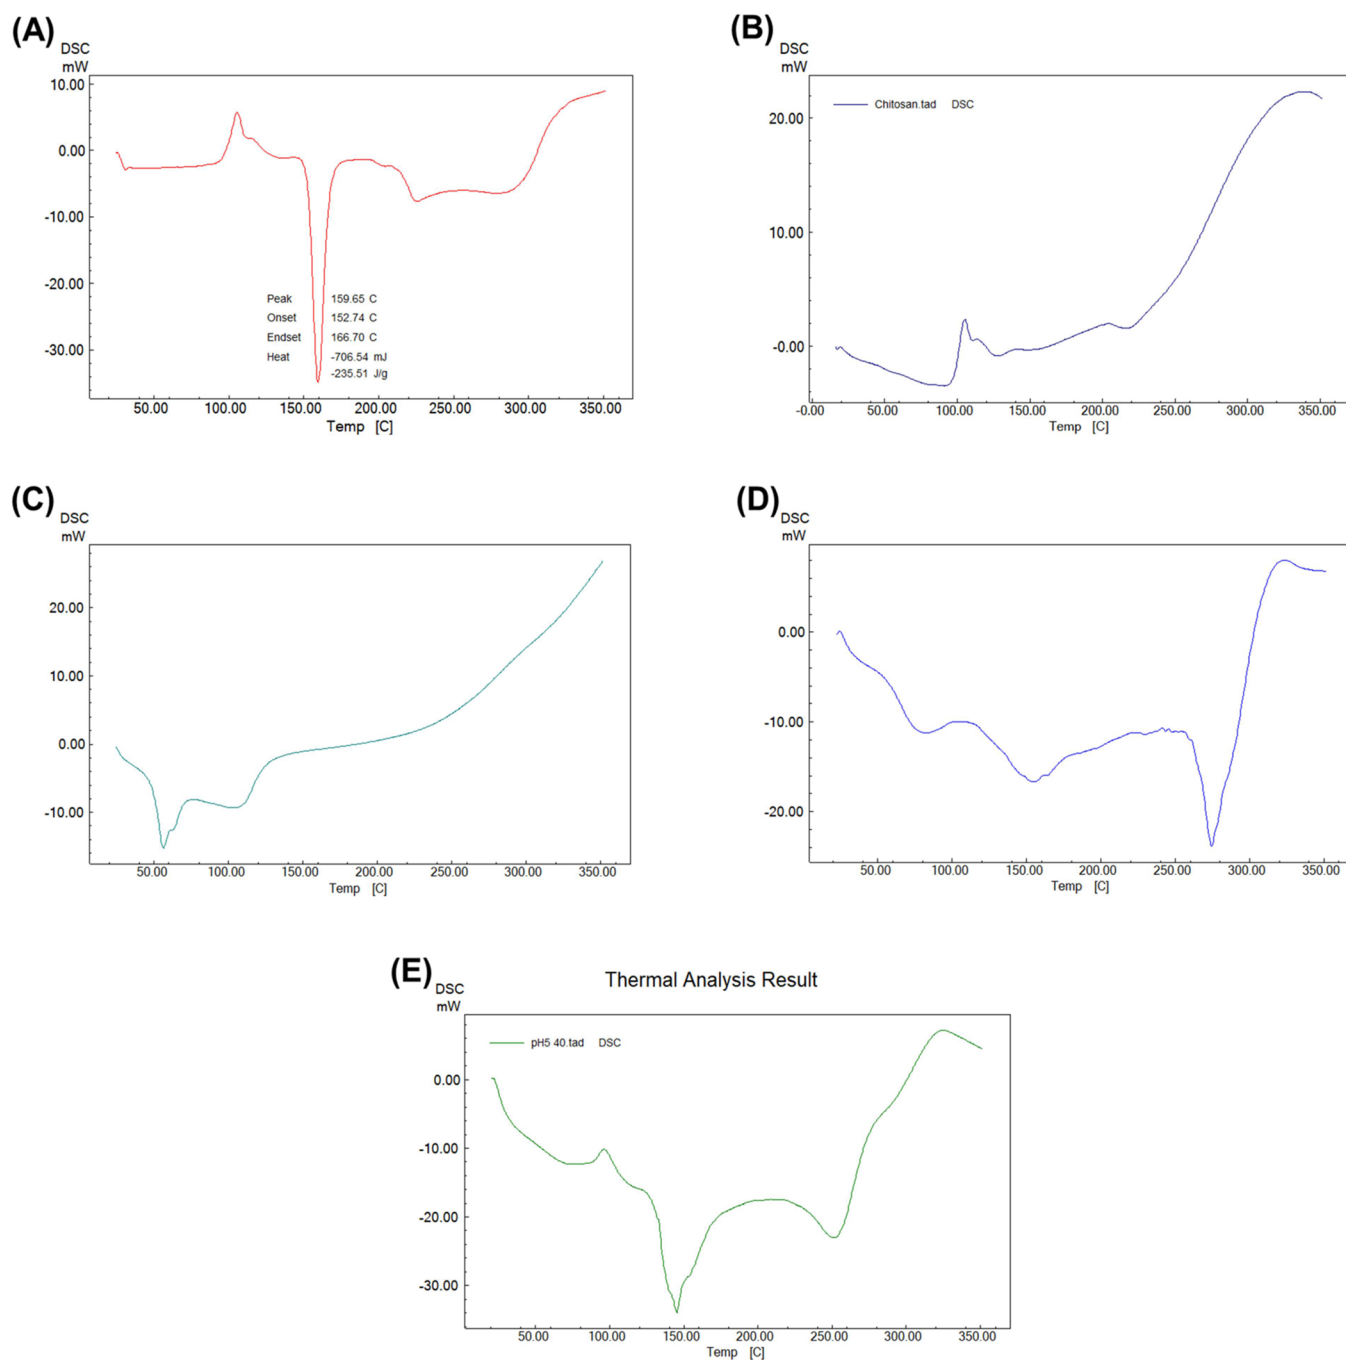 (A)
DSC
mW
10.00
0.00
-10.00
-20.00
-30.00
Peak 159.65 C
Onset 152.74 C
Endset 166.70 C
Heat -706.54 mJ
-235.51 J/g
50.00 100.00 150.00 200.00 250.00 300.00 350.00
Temp [C]
(B)
DSC
mW
Chitosan.tad DSC
20.00
10.00
-0.00
-0.00 50.00 100.00 150.00 200.00 250.00 300.00 350.00
Temp [C]
(C)
DSC
mW
20.00
10.00
0.00
-10.00
50.00 100.00 150.00 200.00 250.00 300.00 350.00
Temp [C]
(D)
DSC
mW
0.00
-10.00
-20.00
50.00 100.00 150.00 200.00 250.00 300.00 350.00
Temp [C]
(E)
Thermal Analysis Result
DSC
mW
pH5 40.tad DSC
0.00
-10.00
-20.00
-30.00
50.00 100.00 150.00 200.00 250.00 300.00 350.00
Temp [C]